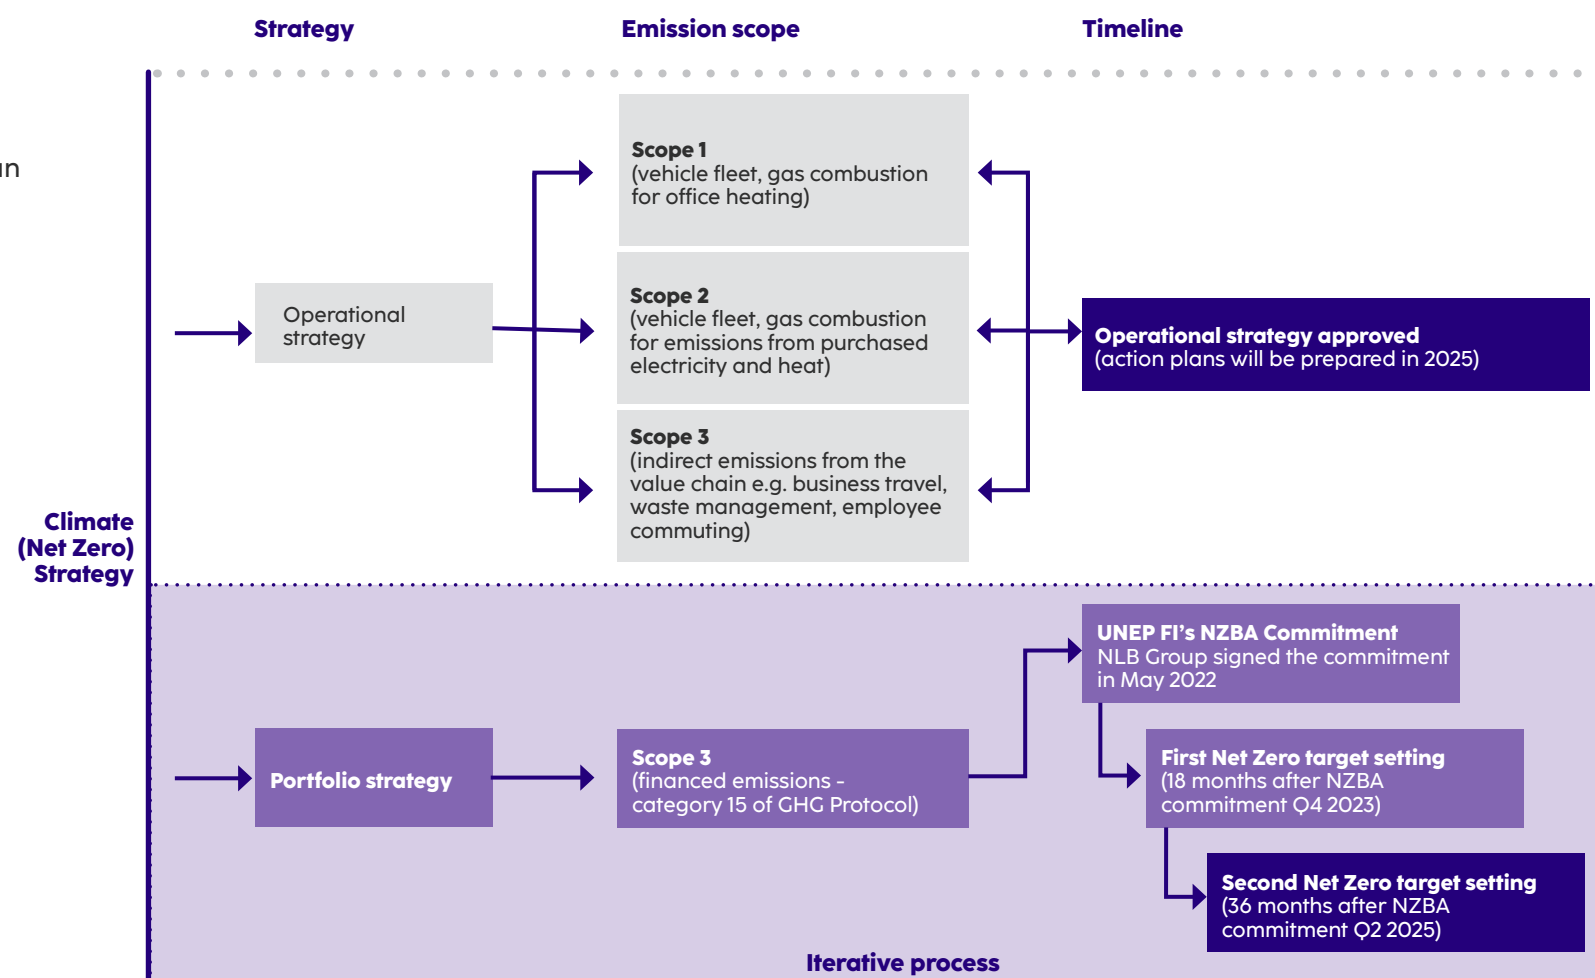 Strategy
Emission scope
Timeline
Scope 1
(vehicle fleet, gas combustion
for office heating)
Operational
strategy
Scope 2
(vehicle fleet, gas combustion
for emissions from purchased
electricity and heat)
Operational strategy approved
(action plans will be prepared in 2025)
Scope 3
(indirect emissions from the
value chain e.g. business travel,
waste management, employee
commuting)
Climate
(Net Zero)
Strategy
UNEP FI’s NZBA Commitment
NLB Group signed the commitment
in May 2022
Portfolio strategy
Scope 3
(financed emissions -
category 15 of GHG Protocol)
First Net Zero target setting
(18 months after NZBA
commitment Q4 2023)
Second Net Zero target setting
(36 months after NZBA
commitment Q2 2025)
Iterative process